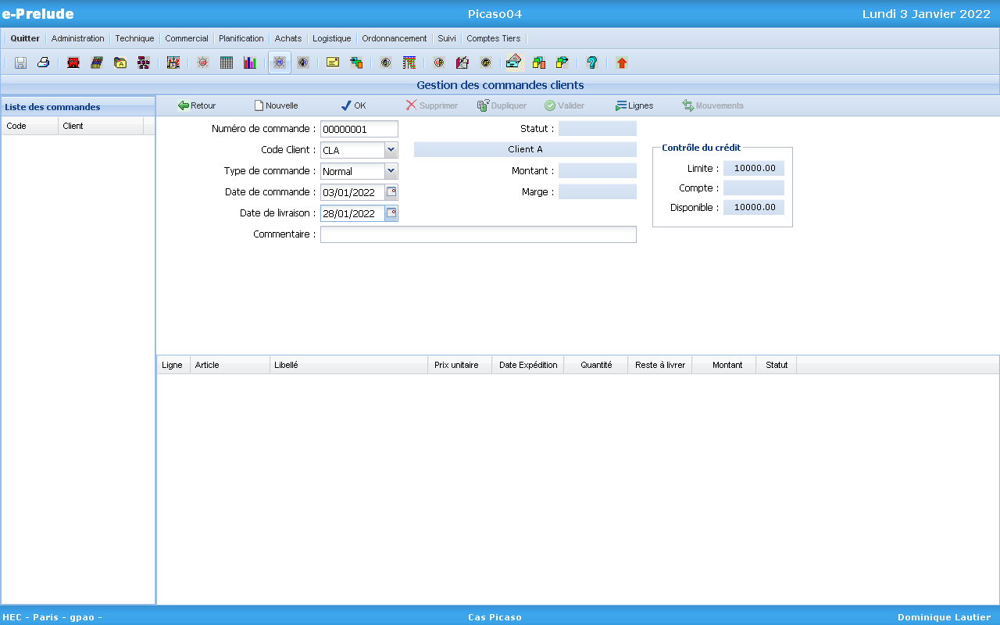 e-Prelude Picaso04 Lundi 3 Janvier 2022
Quitter Administration Technique Commercial Planification Achats Logistique Ordonnancement Suivi Comptes Tiers
Gestion des commandes clients
Liste des commandes Retour Nouvelle OK Supprimer Dupliquer Valider Lignes Mouvements
Code Client
Numéro de commande : 00000001 Statut :
Code Client : CLA Client A Contrôle du crédit
Type de commande : Normal Montant : Limite : 10000.00
Date de commande : 03/01/2022 Marge : Compte :
Date de livraison : 28/01/2022 Disponible : 10000.00
Commentaire :
Ligne Article Libellé Prix unitaire Date Expédition Quantité Reste à livrer Montant Statut
HEC - Paris - gpao - Cas Picaso Dominique Lautier